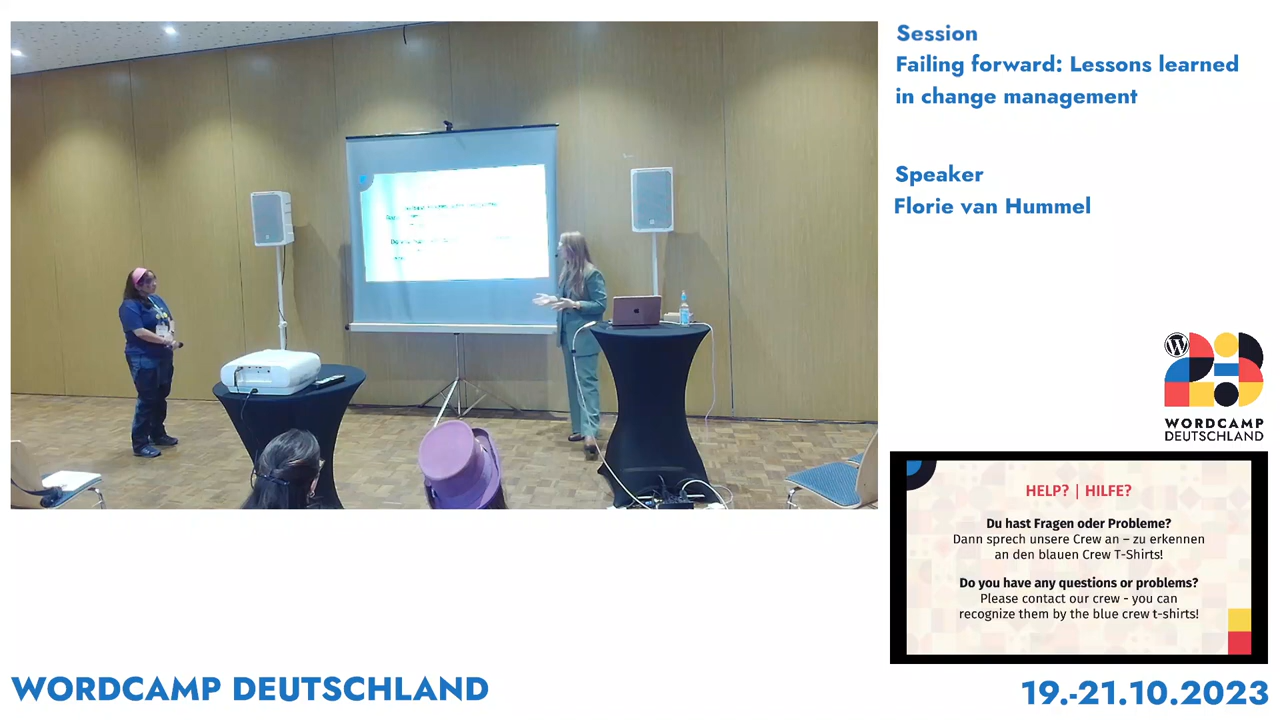 Session
Failing forward: Lessons learned
in change management
Speaker
Florie van Hummel
WORDCAMP
DEUTSCHLAND
HELP? | HILFE?
Du hast Fragen oder Probleme?
Dann sprech unsere Crew an – zu erkennen
an den blauen Crew T-Shirts!
Do you have any questions or problems?
Please contact our crew - you can
recognize them by the blue crew t-shirts!
WORDCAMP DEUTSCHLAND
19.-21.10.2023